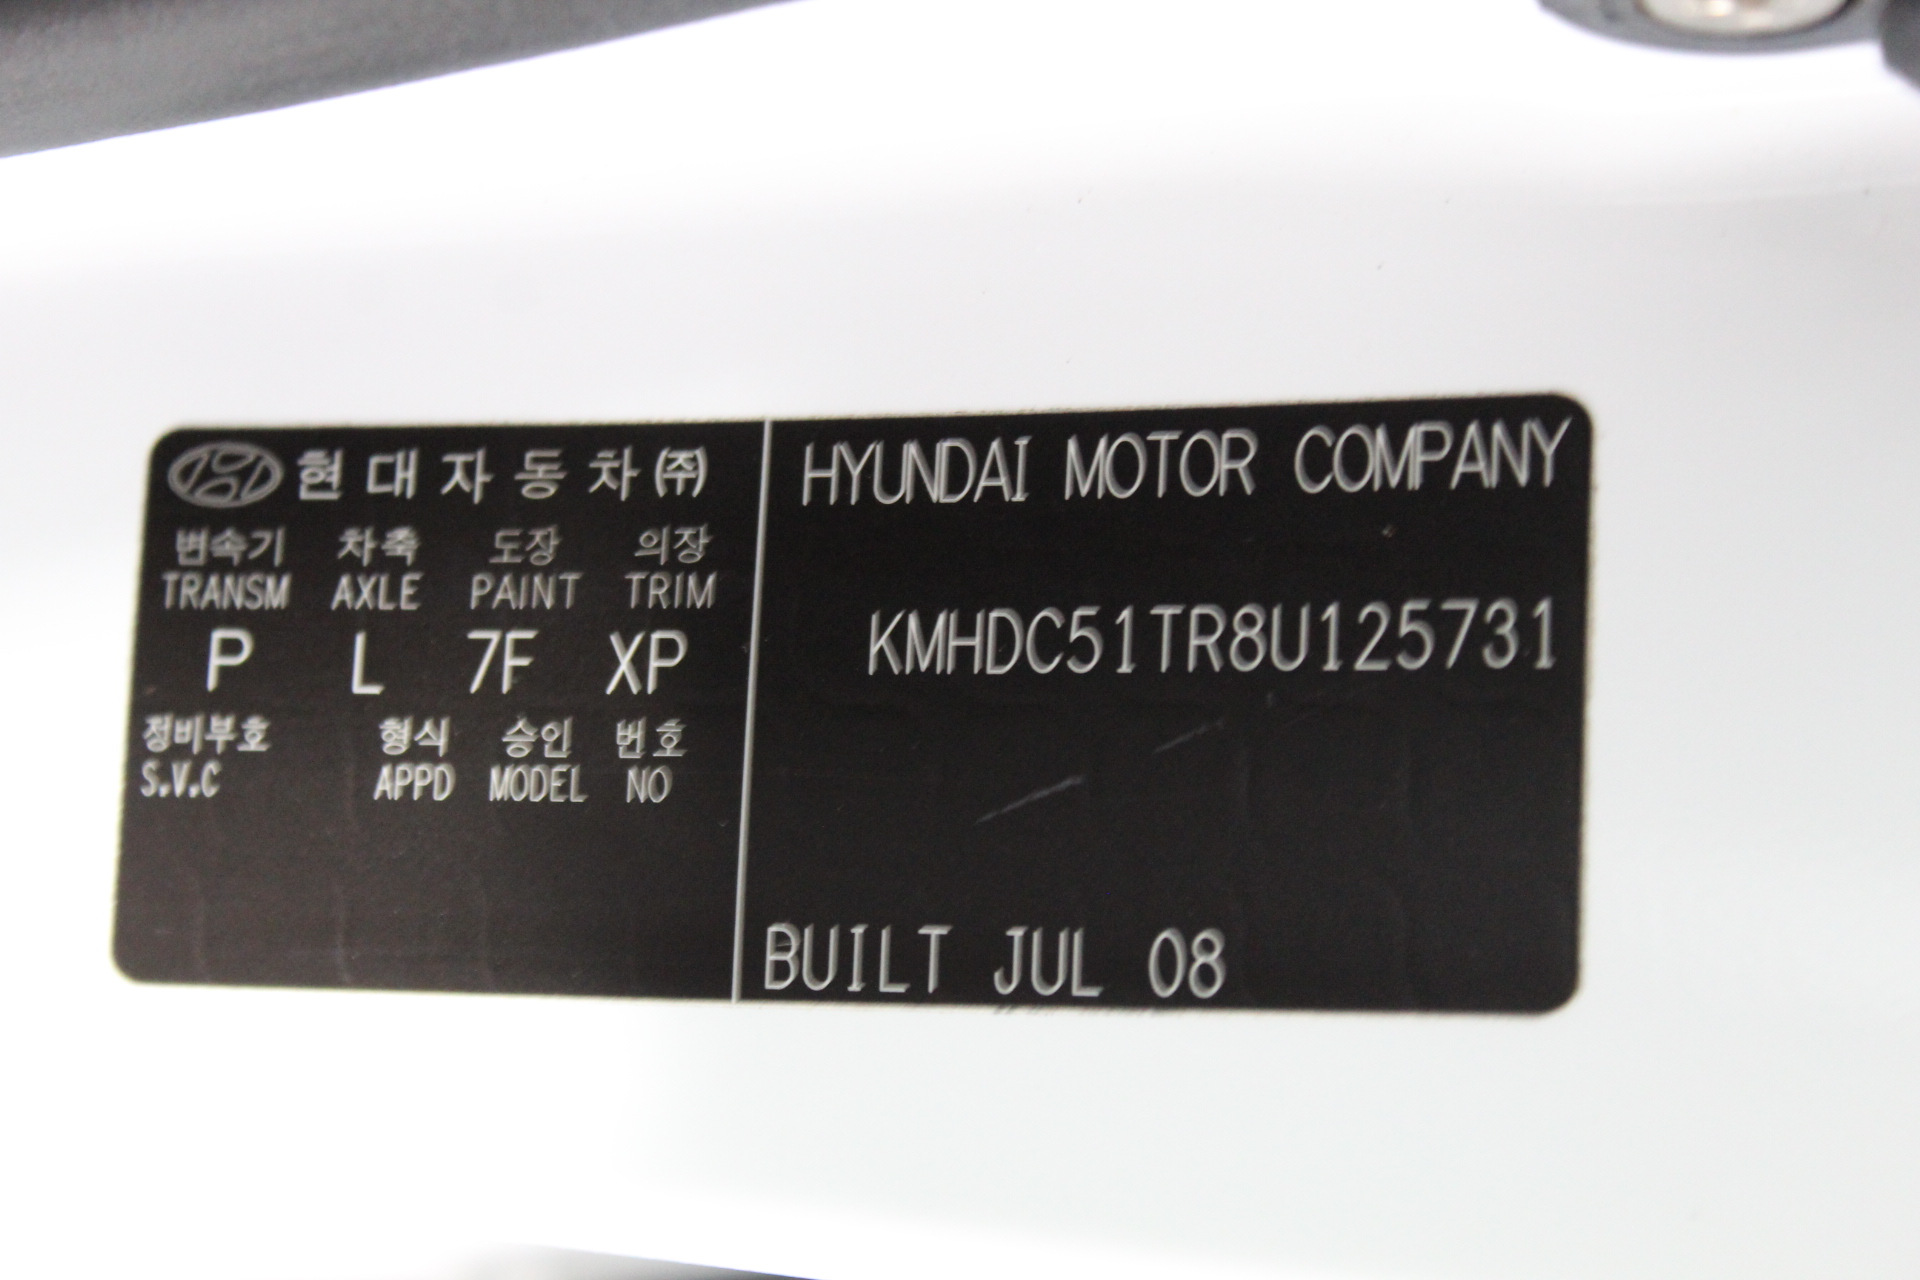 현대자동차㈜
변속기 차축 도장 의장
TRANSM AXLE PAINT TRIM
P L 7F XP
정비부호 형식 승인 번호
S.V.C APPD MODEL NO
HYUNDAI MOTOR COMPANY
KMHDC51TR8U125731
BUILT JUL 08